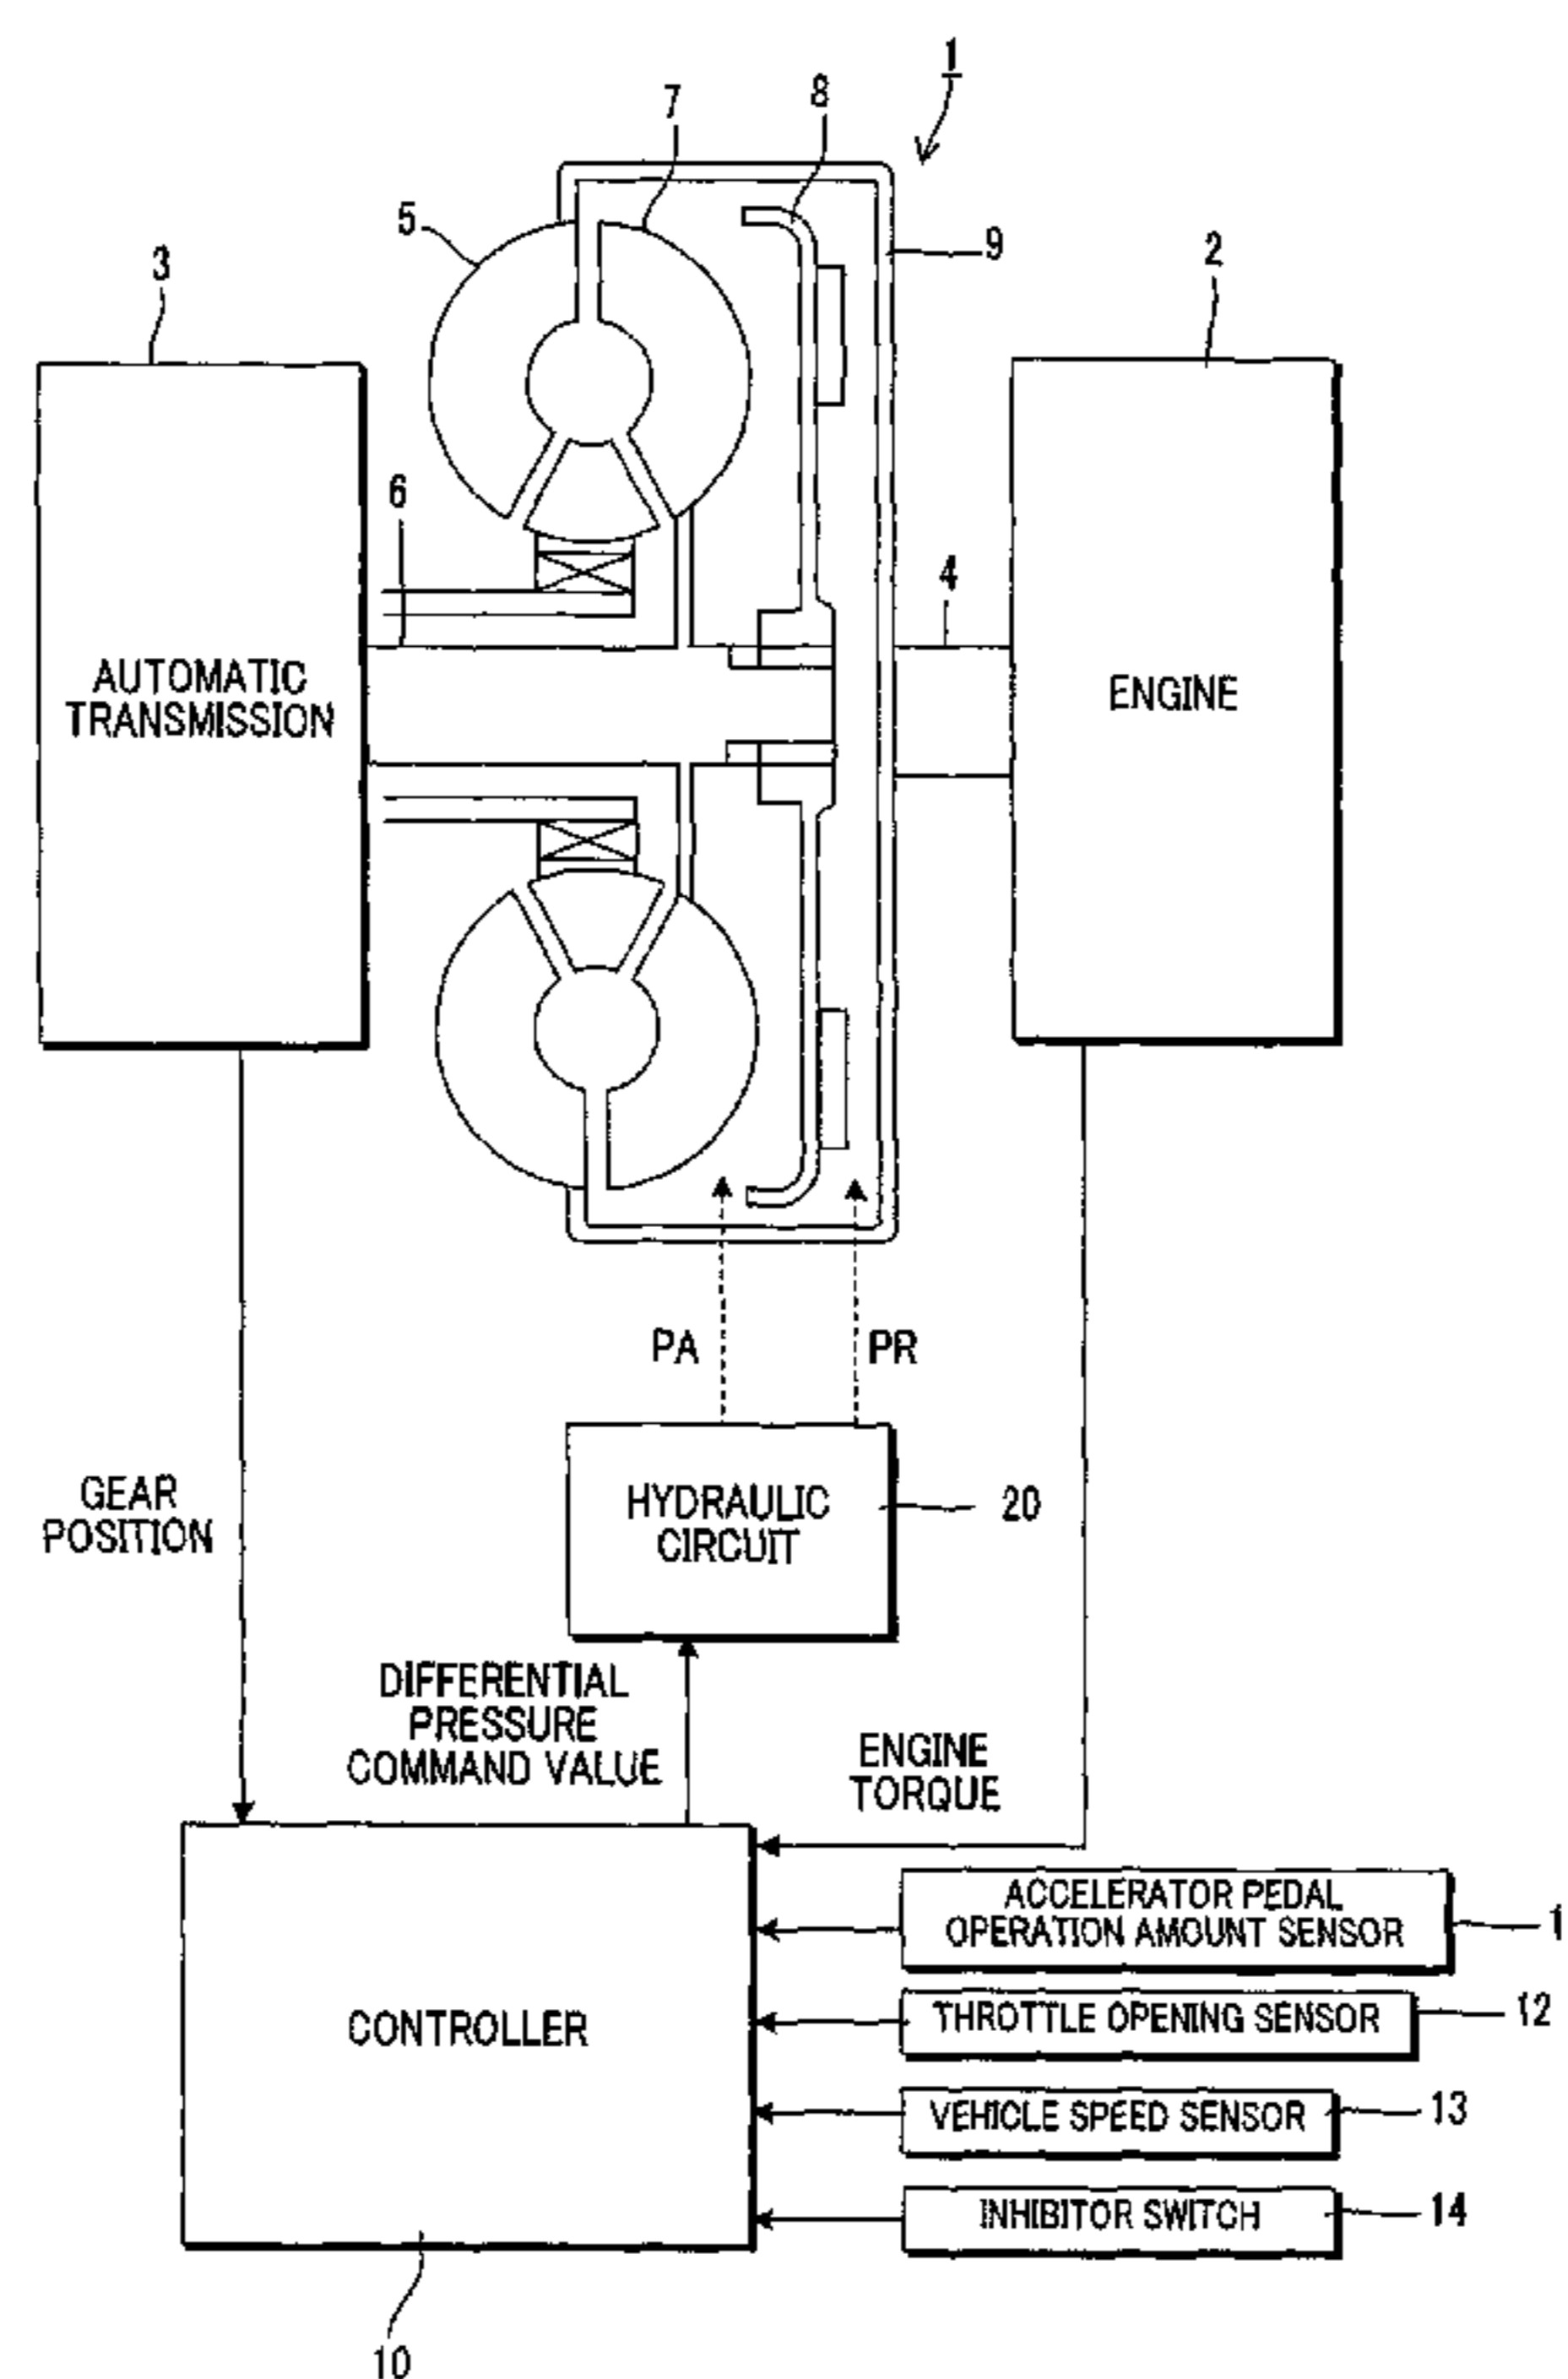 1
7
8
5
9
3
2
6
4
AUTOMATIC
TRANSMISSION
ENGINE
PA
PR
GEAR
POSITION
HYDRAULIC
CIRCUIT
20
DIFFERENTIAL
PRESSURE
COMMAND VALUE
ENGINE
TORQUE
ACCELERATOR PEDAL
OPERATION AMOUNT SENSOR
1
CONTROLLER
THROTTLE OPENING SENSOR
12
VEHICLE SPEED SENSOR
13
INHIBITOR SWITCH
14
10